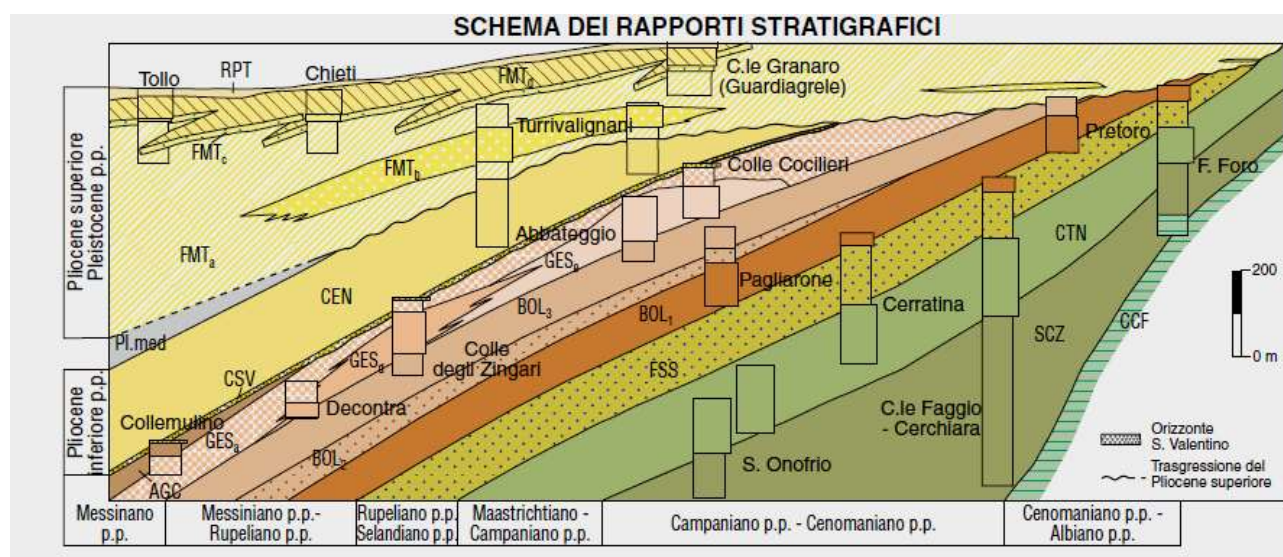 SCHEMA DEI RAPPORTI STRATIGRAFICI
Tollo
RPT
Chieti
FMTd
C.le Granaro
(Guardiagrele)
FMTc
Turrivalignani
Pretoro
FMTb
Colle Cocilieri
F. Foro
Pliocene superiore
Pleistocene p.p.
Abbateggio
FMTa
GESe
CTN
200 m
CEN
Pagliarone
BOL3
Cerratina
BOL1
SCZ
CCF
Pl.med
Colle
degli Zingari
GESd
FSS
0 m
CSV
Pliocene
inferiore p.p.
Collemulino
Decontra
C.le Faggio
- Cerchiara
GESa
Orizzonte
S. Valentino
BOL2
S. Onofrio
Trasgressione del
Pliocene superiore
AGC
Messinano
p.p.
Messiniano p.p.-
Rupeliano p.p.
Rupeliano p.p.
Selandiano p.p.
Maastrichtiano -
Campaniano p.p.
Campaniano p.p. - Cenomaniano p.p.
Cenomaniano p.p. -
Albiano p.p.